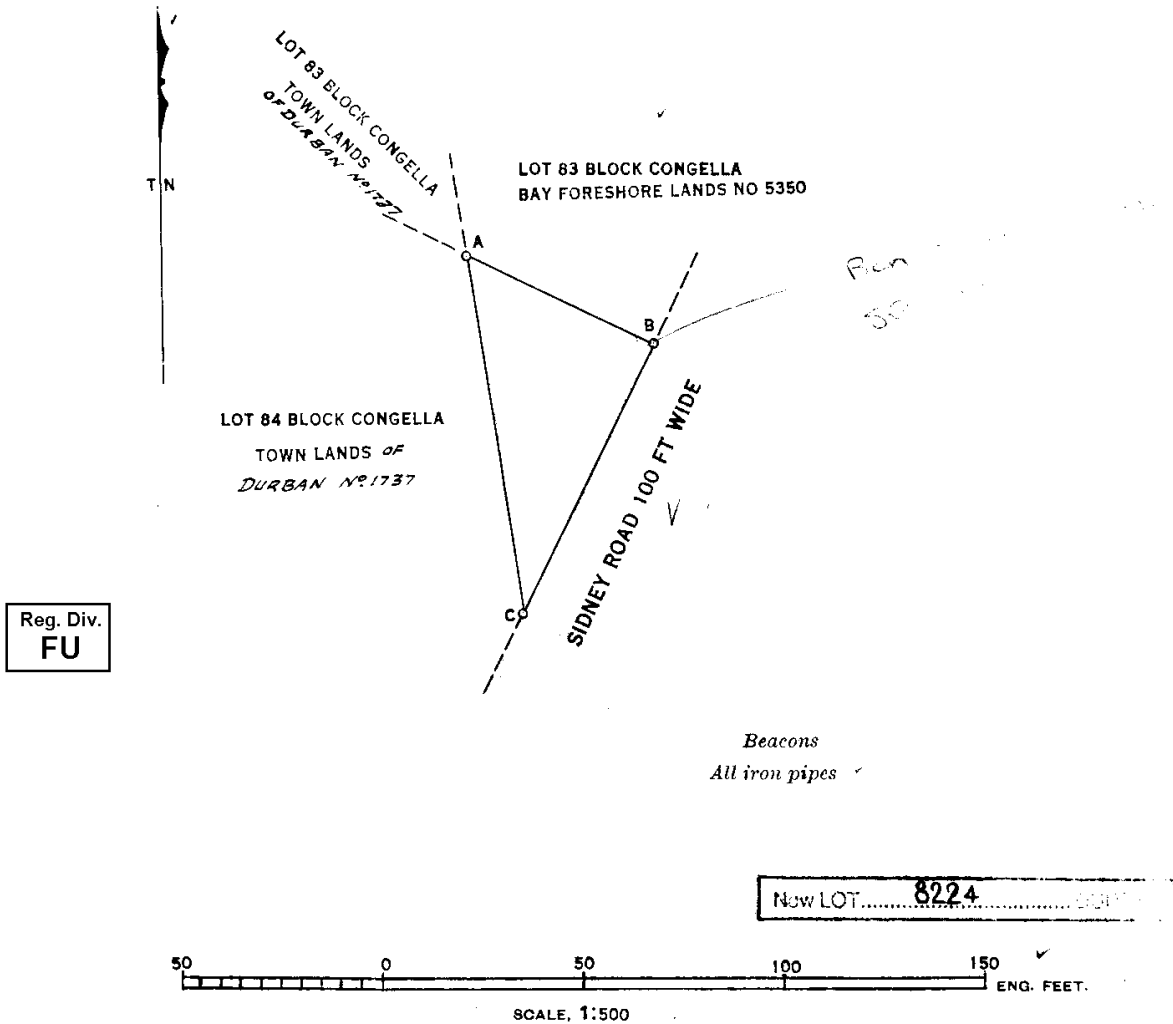 LOT 83 BLOCK CONGELLA
TOWN LANDS
OF DURBAN Nº 1737
T N
LOT 83 BLOCK CONGELLA
BAY FORESHORE LANDS NO 5350
A
B
LOT 84 BLOCK CONGELLA
TOWN LANDS OF
DURBAN Nº 1737
SIDNEY ROAD 100 FT WIDE
C
Reg. Div.
FU
Beacons
All iron pipes
New LOT 8224
50 0 50 100 150
ENG. FEET.
SCALE, 1:500